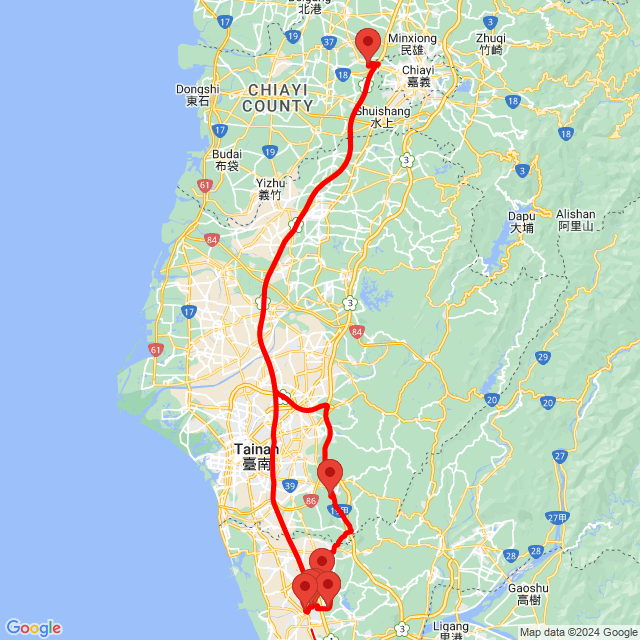 北港
37
Minxiong
民雄
Zhuqi
竹崎
18
Chiayi
嘉義
3
Dongshi
東石
CHIAYI
COUNTY
Shuishang
水上
18
17
19
Budai
布袋
3
3
61
Yizhu
義竹
Dapu
大埔
Alishan
阿里山
84
3
17
84
61
29
20
20
Tainan
臺南
27
39
86
27甲
28
Gaoshu
高樹
Ligang
里港
3
Google
Map data ©2024 Google